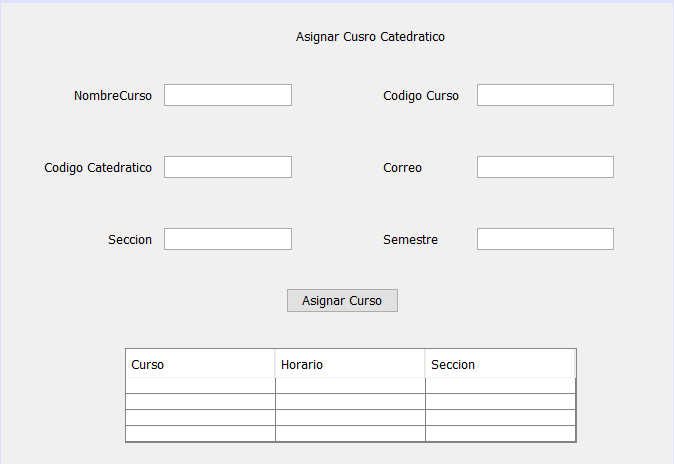 Asignar Cusro Catedratico
NombreCurso Codigo Curso
Codigo Catedratico Correo
Seccion Semestre
Asignar Curso
Curso Horario Seccion